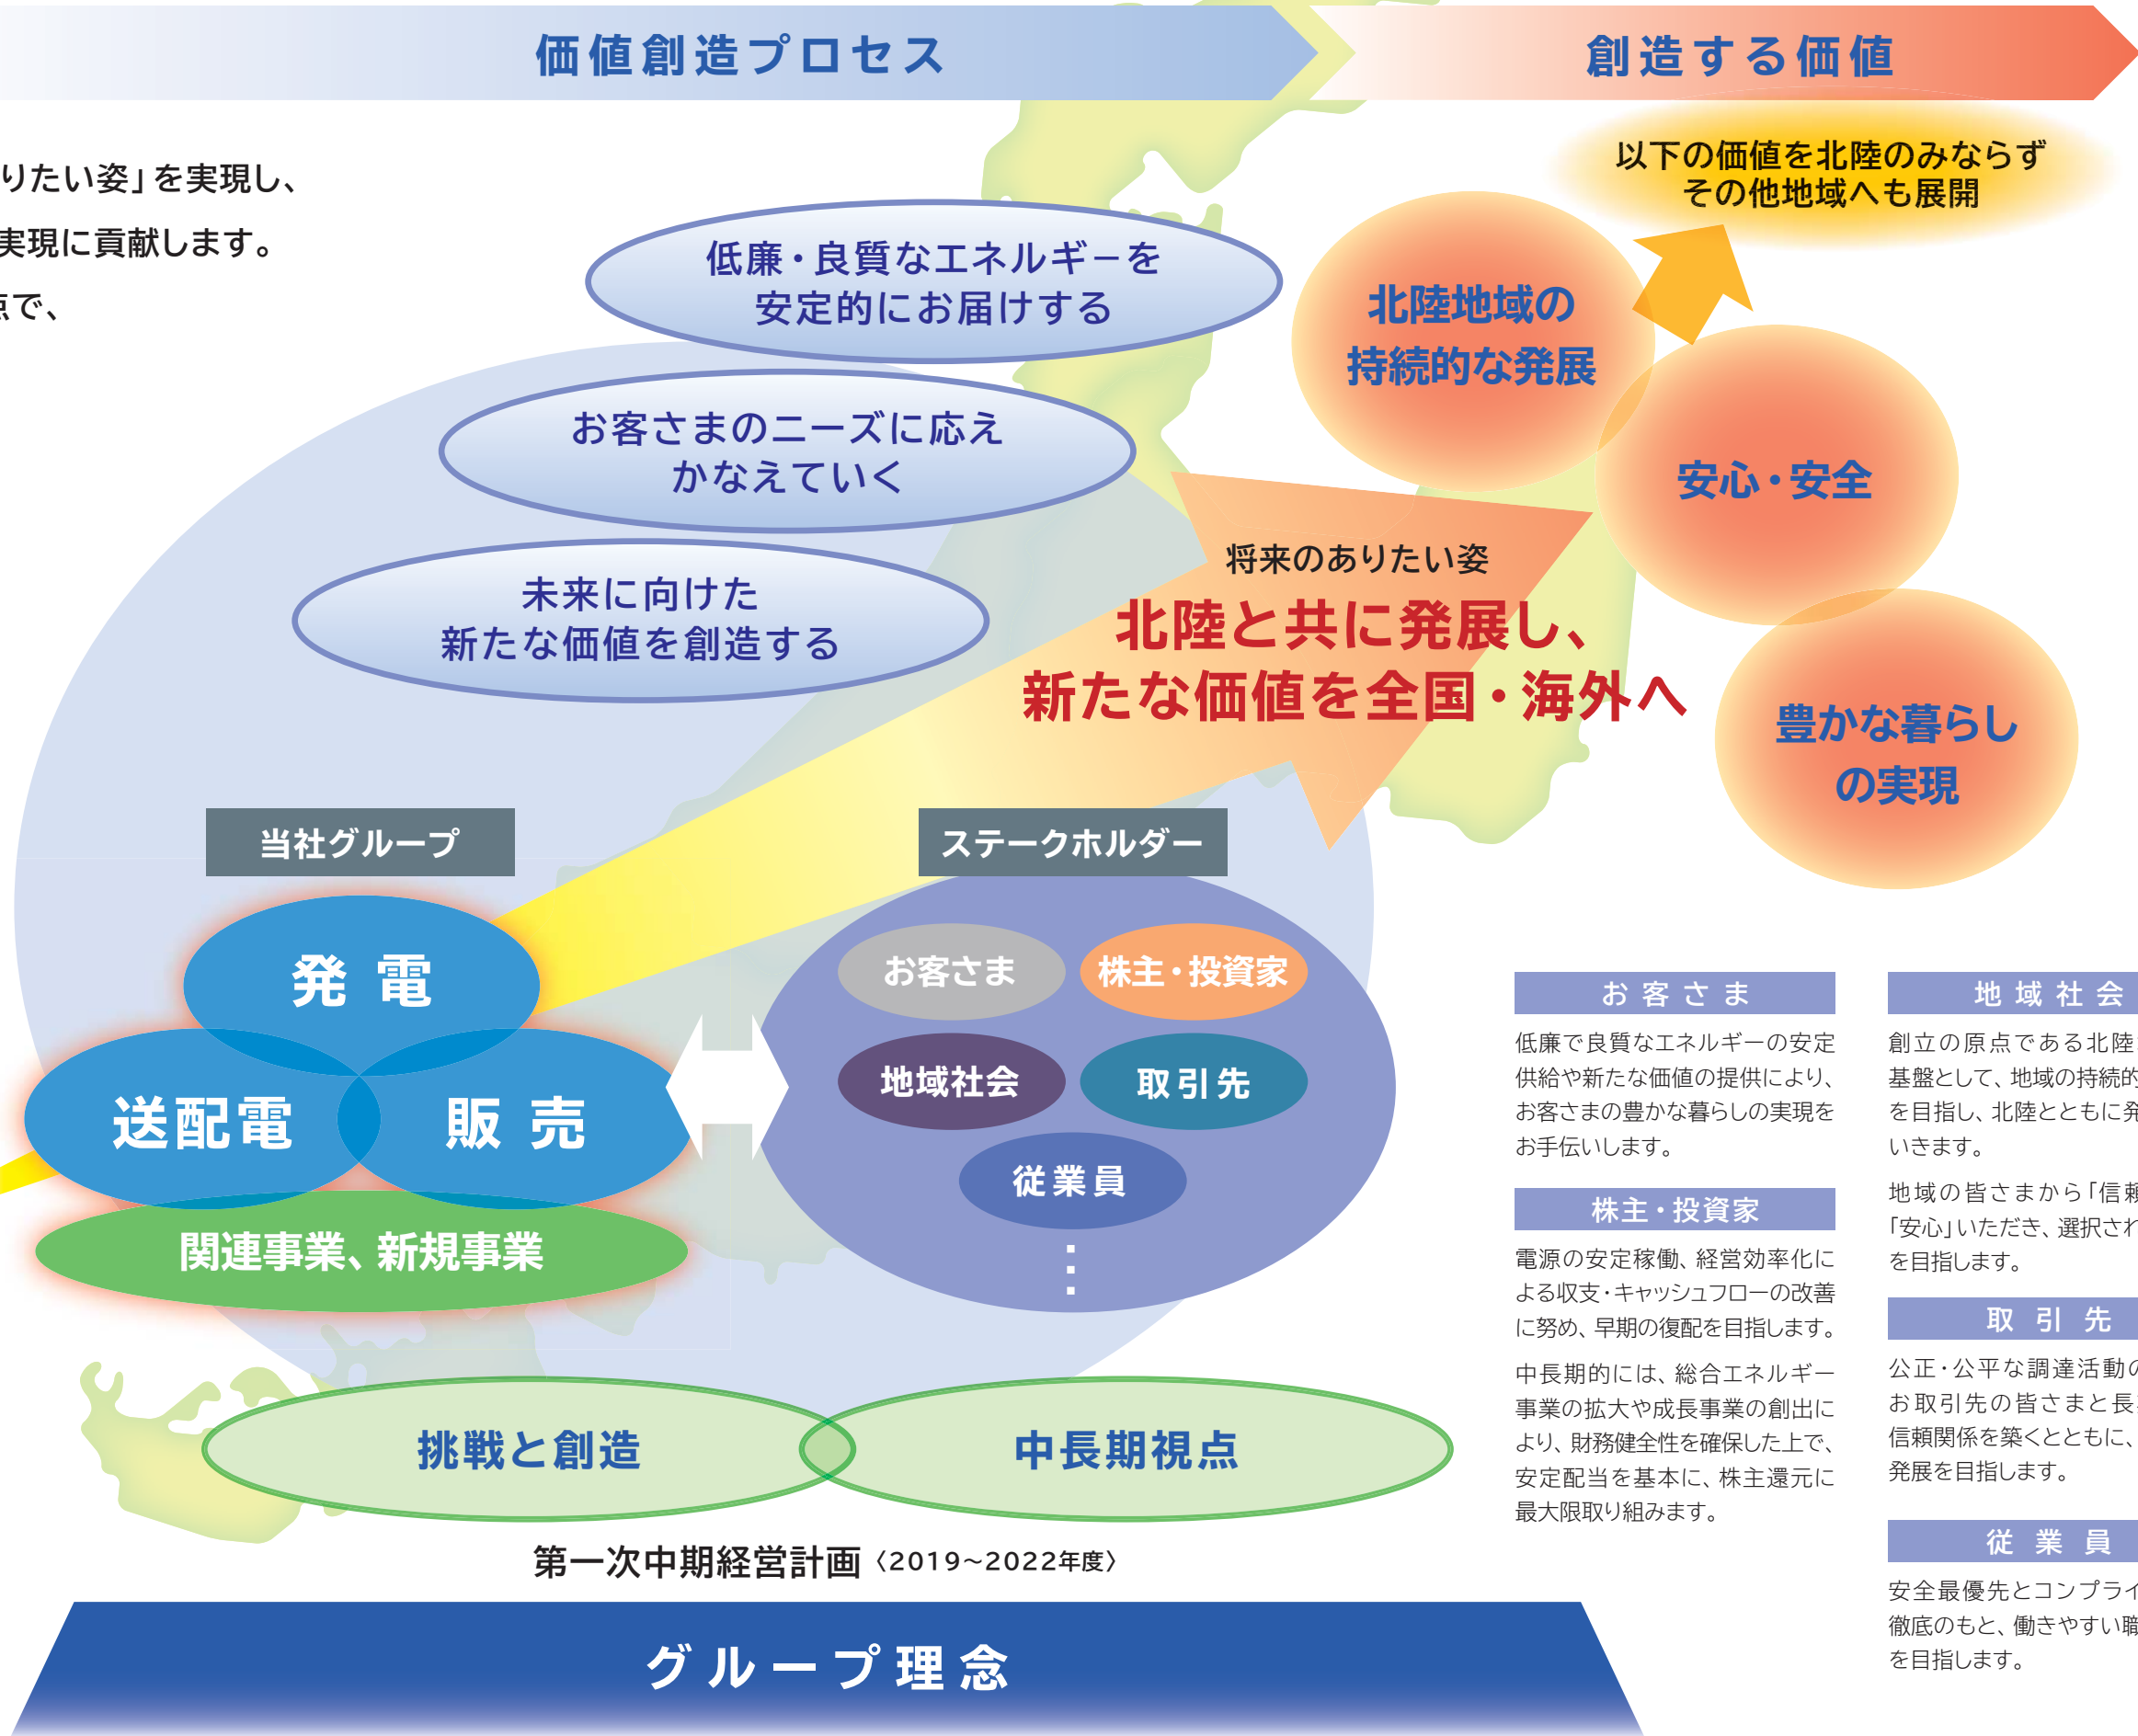 価値創造プロセス
創造する価値
りたい姿」を実現し、
実現に貢献します。
点で、
以下の価値を北陸のみならず
その他地域へも展開
低廉・良質なエネルギーを
安定的にお届けする
お客さまのニーズに応え
かなえていく
未来に向けた
新たな価値を創造する
北陸地域の
持続的な発展
安心・安全
豊かな暮らし
の実現
将来のありたい姿
北陸と共に発展し、
新たな価値を全国・海外へ
当社グループ
発電
送配電
販売
関連事業、新規事業
ステークホルダー
お客さま
株主・投資家
地域社会
取引先
従業員
⋮
挑戦と創造
中長期視点
第一次中期経営計画〈2019~2022年度〉
グループ理念
お客さま
低廉で良質なエネルギーの安定
供給や新たな価値の提供により、
お客さまの豊かな暮らしの実現を
お手伝いします。
株主・投資家
電源の安定稼働、経営効率化に
よる収支・キャッシュフローの改善
に努め、早期の復配を目指します。
中長期的には、総合エネルギー
事業の拡大や成長事業の創出に
より、財務健全性を確保した上で、
安定配当を基本に、株主還元に
最大限取り組みます。
地域社会
創立の原点である北陸
基盤として、地域の持続的
を目指し、北陸とともに発
いきます。
地域の皆さまから「信頼
「安心」いただき、選択され
を目指します。
取引先
公正・公平な調達活動の
お取引先の皆さまと長
信頼関係を築くとともに、
発展を目指します。
従業員
安全最優先とコンプライ
徹底のもと、働きやすい職
を目指します。